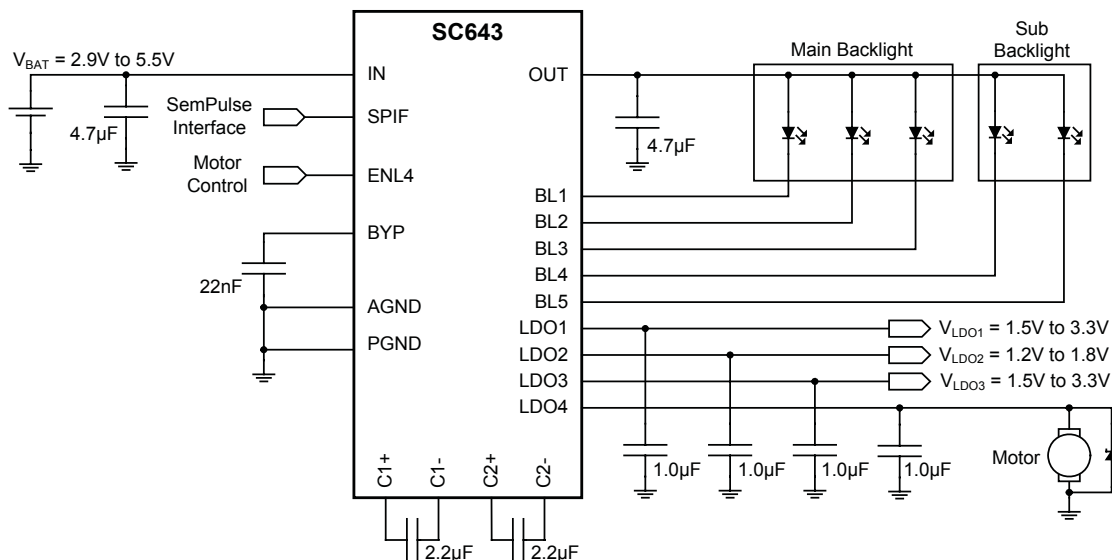 SC643
V_BAT = 2.9V to 5.5V
4.7µF
SemPulse
Interface
Motor
Control
22nF
IN
SPIF
ENL4
BYP
AGND
PGND
C1+
C1-
C2+
C2-
2.2µF
2.2µF
OUT
BL1
BL2
BL3
BL4
BL5
LDO1
LDO2
LDO3
LDO4
4.7µF
Main Backlight
Sub
Backlight
V_LDO1 = 1.5V to 3.3V
V_LDO2 = 1.2V to 1.8V
V_LDO3 = 1.5V to 3.3V
1.0µF
1.0µF
1.0µF
1.0µF
Motor